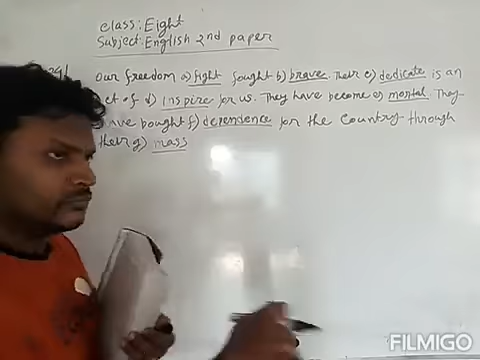 Class: Eight
Subject: English 2nd paper
Our freedom a) fight fought b) brave. Their c) dedicate is an
act of d) inspire for us. They have become e) mortal. They
have bought f) dependence for the Country through
their g) mass
FILMIGO